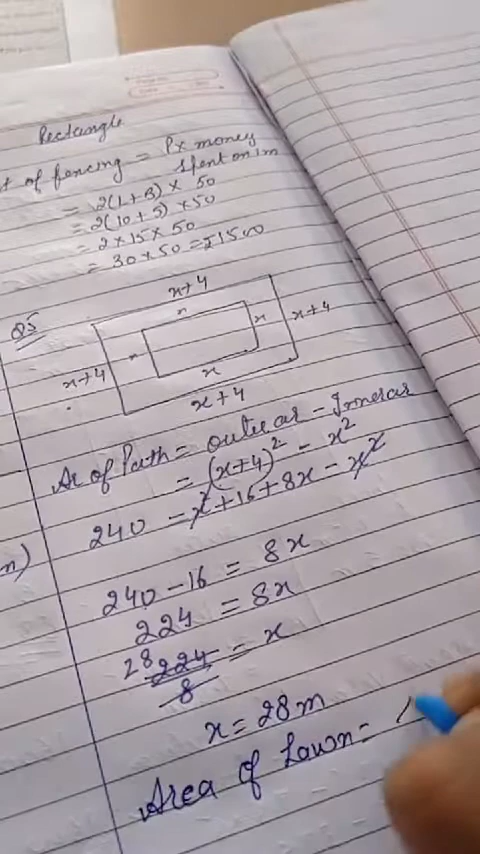 Rectangle
t of fencing = P x money
spent on 1m
= 2(l+B) x 50
= 2(10+5) x 50
= 2 x 15 x 50
= 30 x 50 = ₹1500
Q5
x+4
x
x+4 x x x+4
x
x+4
Ar of Path = outer ar - Inner ar
= (x+4)² - x²
240 = x² + 16 + 8x - x²
n)
240 - 16 = 8x
224 = 8x
28 224/8 = x
x = 28m
Area of Lawn =